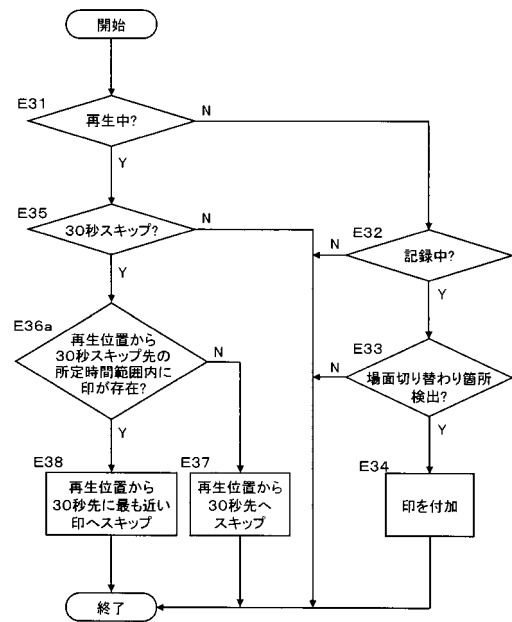 開始
E31
再生中?
N
Y
E35
30秒スキップ?
N
Y
E32
記録中?
N
Y
E36a
再生位置から
30秒スキップ先の
所定時間範囲内に
印が存在?
N
Y
E33
場面切り替わり箇所
検出?
N
Y
E38
再生位置から
30秒先に最も近い
印へスキップ
E37
再生位置から
30秒先へ
スキップ
E34
印を付加
終了